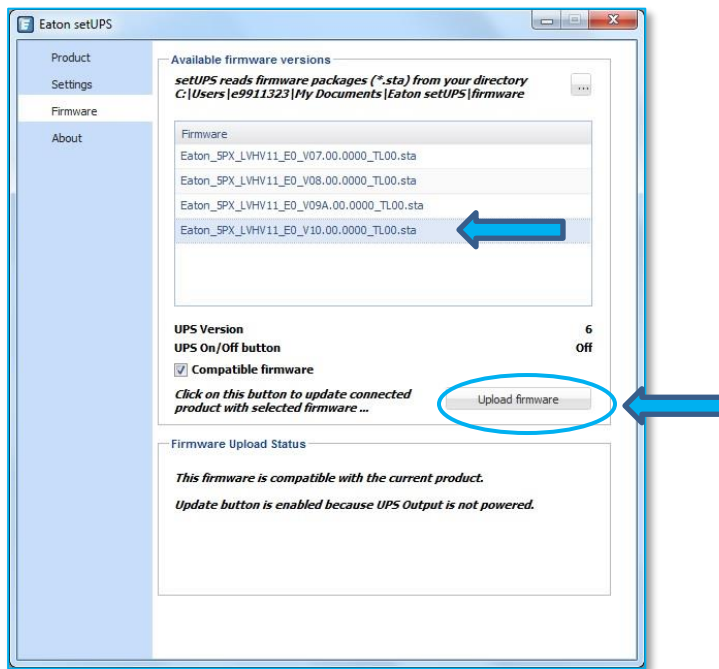 Eaton setUPS
Product
Settings
Firmware
About
Available firmware versions
setUPS reads firmware packages (*.sta) from your directory
C:|Users|e9911323|My Documents|Eaton setUPS|firmware
...
Firmware
Eaton_5PX_LVHV11_E0_V07.00.0000_TL00.sta
Eaton_5PX_LVHV11_E0_V08.00.0000_TL00.sta
Eaton_5PX_LVHV11_E0_V09A.00.0000_TL00.sta
Eaton_5PX_LVHV11_E0_V10.00.0000_TL00.sta
UPS Version 6
UPS On/Off button Off
Compatible firmware
Click on this button to update connected
product with selected firmware ...
Upload firmware
Firmware Upload Status
This firmware is compatible with the current product.
Update button is enabled because UPS Output is not powered.